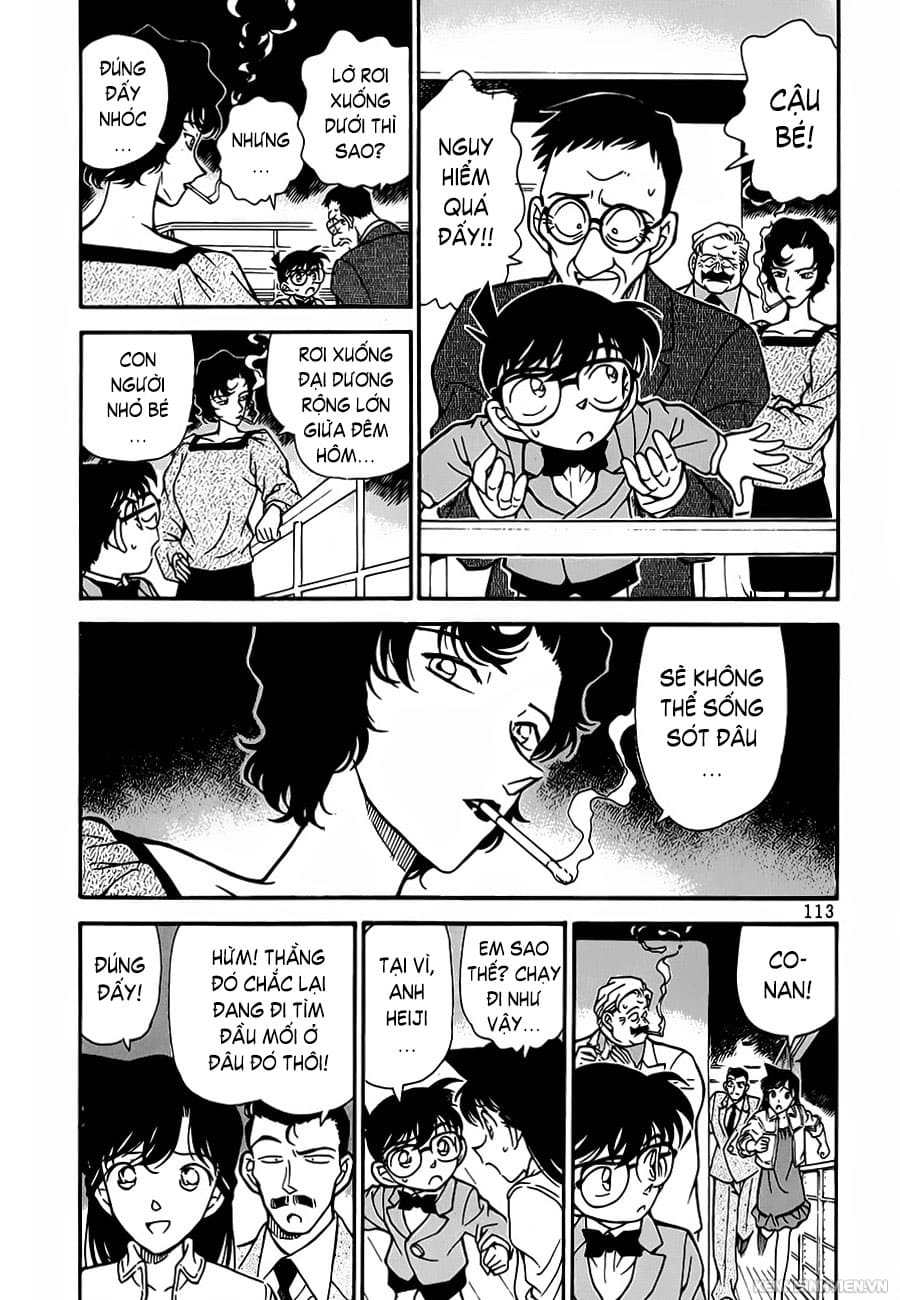 CẬU
BÉ!
NGUY
HIỂM
QUÁ
ĐẤY!!
LỠ RƠI
XUỐNG
DƯỚI THÌ
SAO?
NHƯNG
...
ĐÚNG
ĐẤY
NHÓC
...
RƠI XUỐNG
ĐẠI DƯƠNG
RỘNG LỚN
GIỮA ĐÊM
HÔM...
CON
NGƯỜI
NHỎ BÉ
...
SẼ KHÔNG
THỂ SỐNG
SÓT ĐÂU
...
113
CO-
NAN!
EM SAO
THẾ? CHẠY
ĐI NHƯ
VẬY...
TẠI VÌ,
ANH
HEIJI
...
HỪM! THẰNG
ĐÓ CHẮC LẠI
ĐANG ĐI TÌM
ĐẦU MỐI Ở
ĐÂU ĐÓ THÔI!
ĐÚNG
ĐẤY!